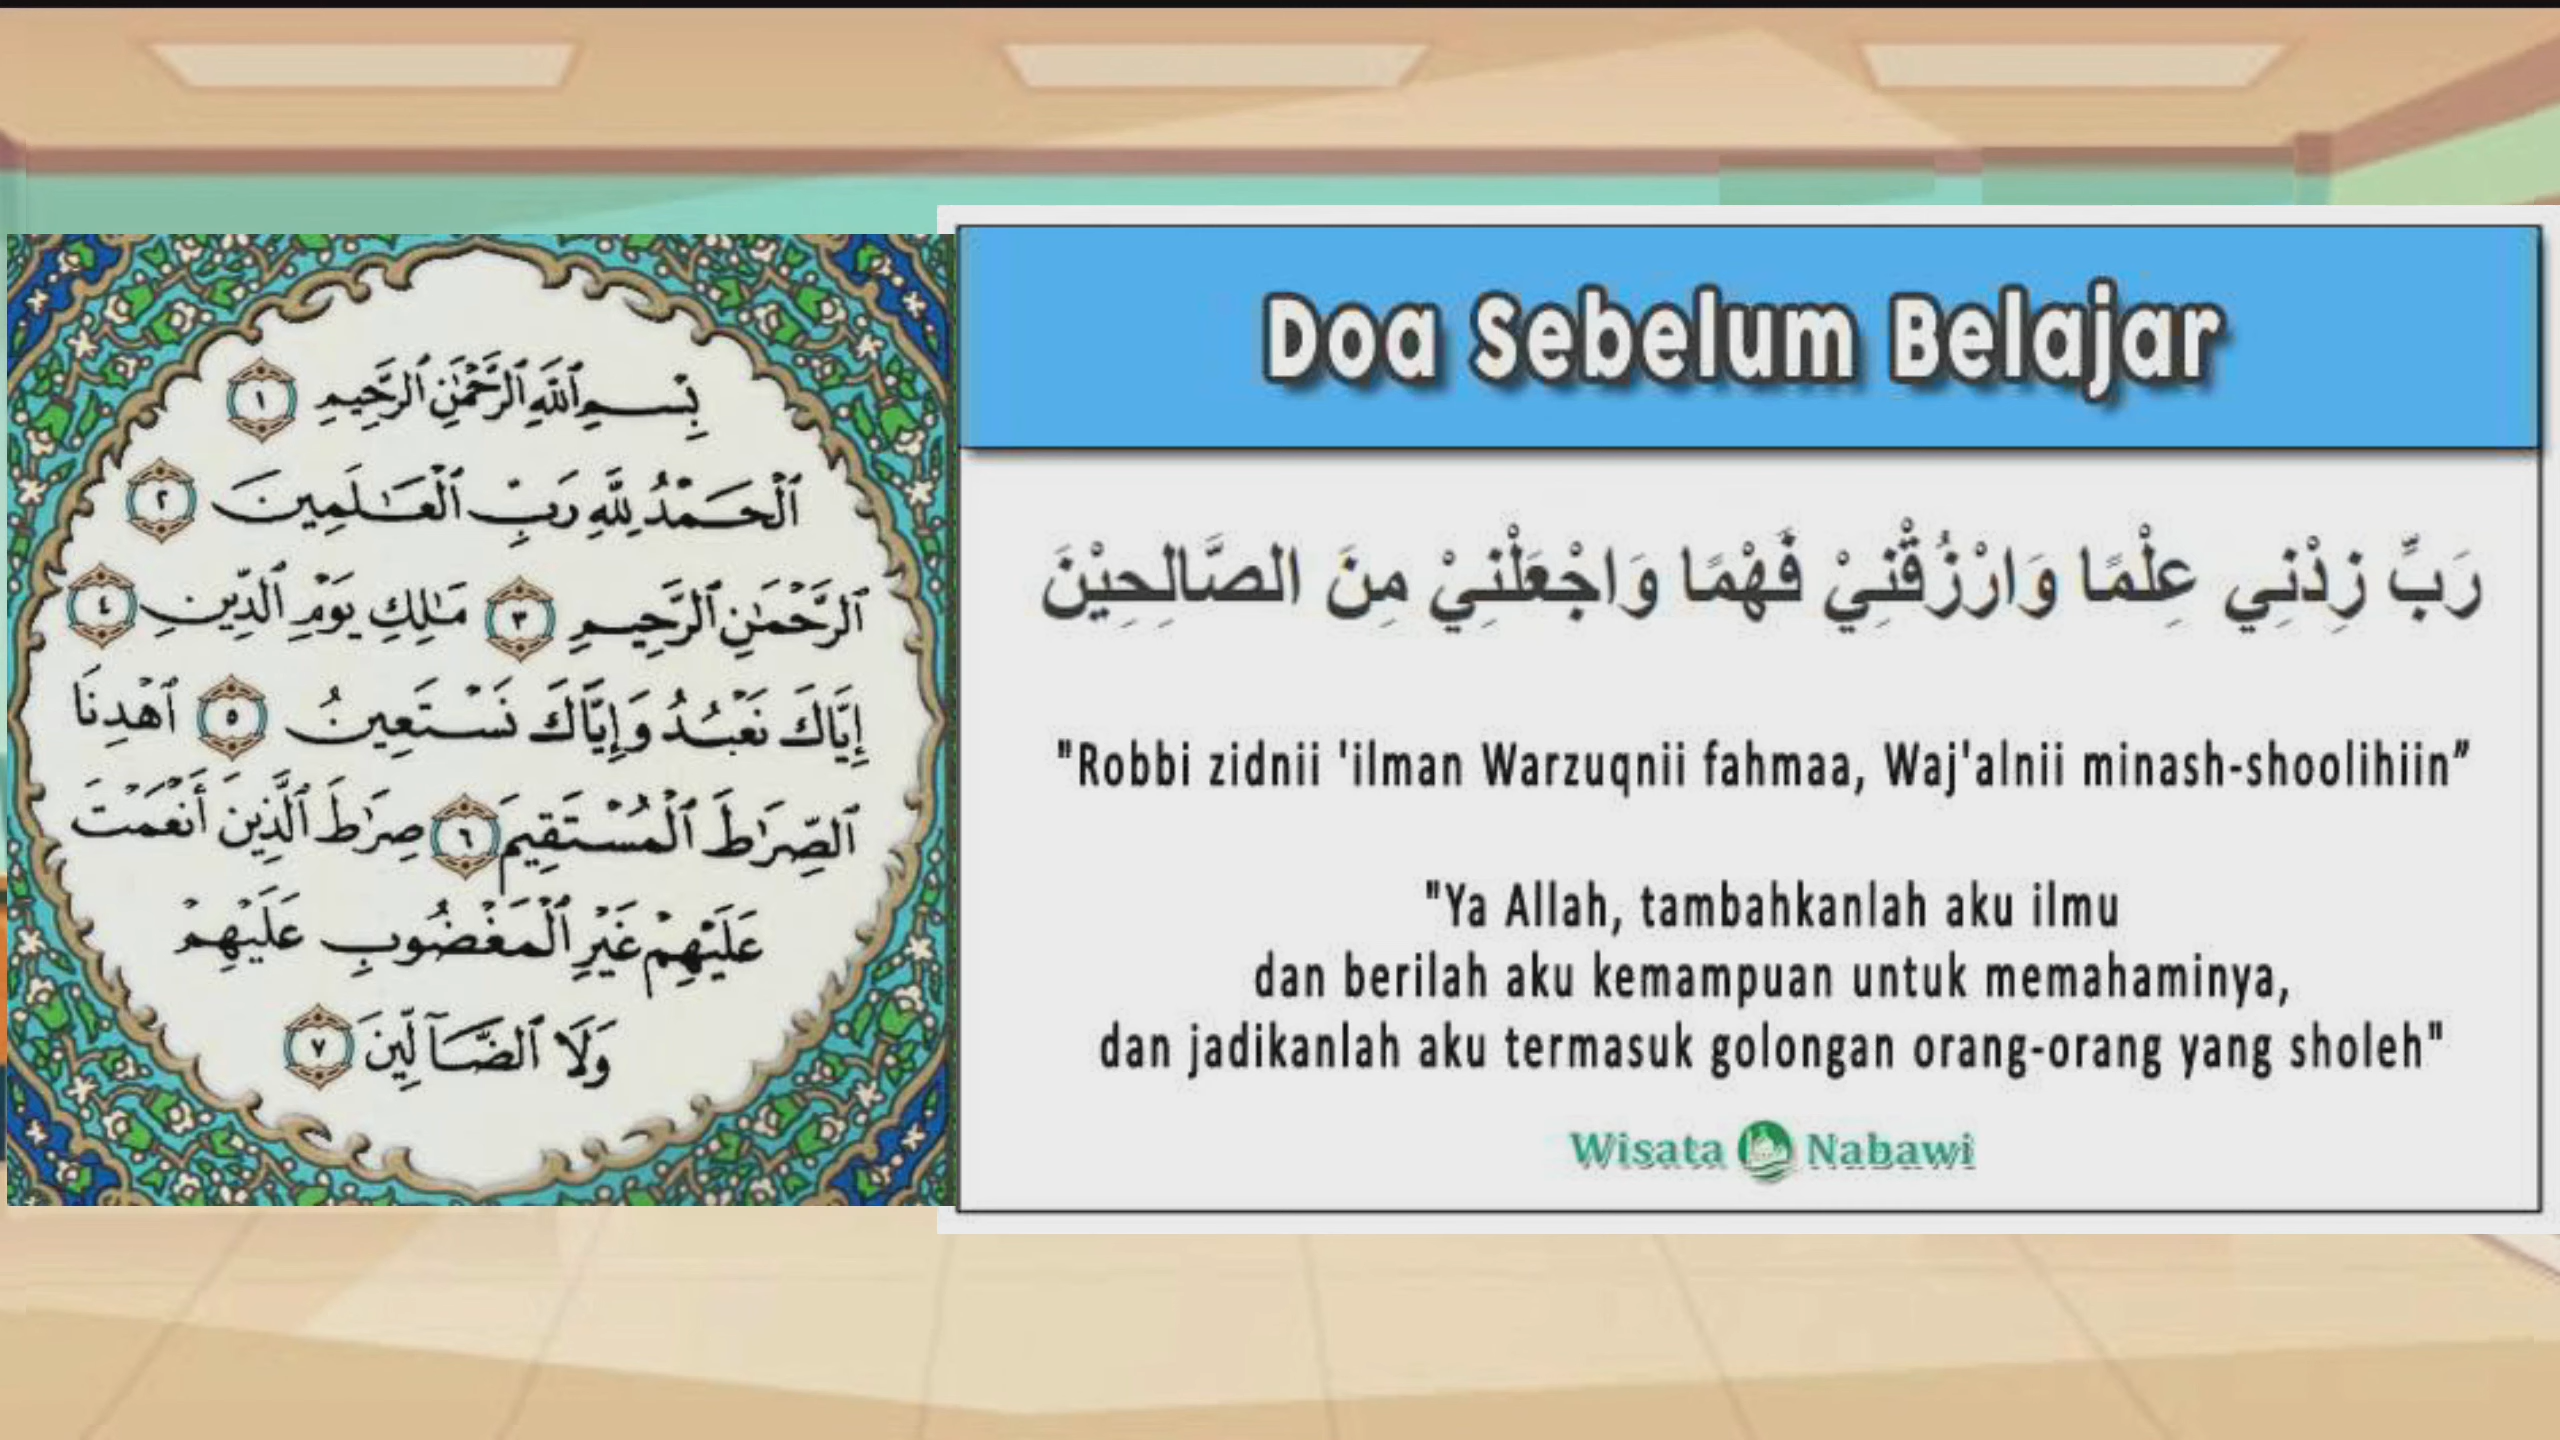 بِسْمِ ٱللَّهِ ٱلرَّحْمَٰنِ ٱلرَّحِيمِ ١
ٱلْحَمْدُ لِلَّهِ رَبِّ ٱلْعَٰلَمِينَ ٢
ٱلرَّحْمَٰنِ ٱلرَّحِيمِ ٣ مَٰلِكِ يَوْمِ ٱلدِّينِ ٤
إِيَّاكَ نَعْبُدُ وَإِيَّاكَ نَسْتَعِينُ ٥ ٱهْدِنَا
ٱلصِّرَٰطَ ٱلْمُسْتَقِيمَ ٦ صِرَٰطَ ٱلَّذِينَ أَنْعَمْتَ
عَلَيْهِمْ غَيْرِ ٱلْمَغْضُوبِ عَلَيْهِمْ
وَلَا ٱلضَّآلِّينَ ٧
Doa Sebelum Belajar
رَبِّ زِدْنِي عِلْمًا وَارْزُقْنِيْ فَهْمًا وَاجْعَلْنِيْ مِنَ الصَّالِحِيْنَ
"Robbi zidnii 'ilman Warzuqnii fahmaa, Waj'alnii minash-shoolihiin”
"Ya Allah, tambahkanlah aku ilmu
dan berilah aku kemampuan untuk memahaminya,
dan jadikanlah aku termasuk golongan orang-orang yang sholeh"
Wisata Nabawi